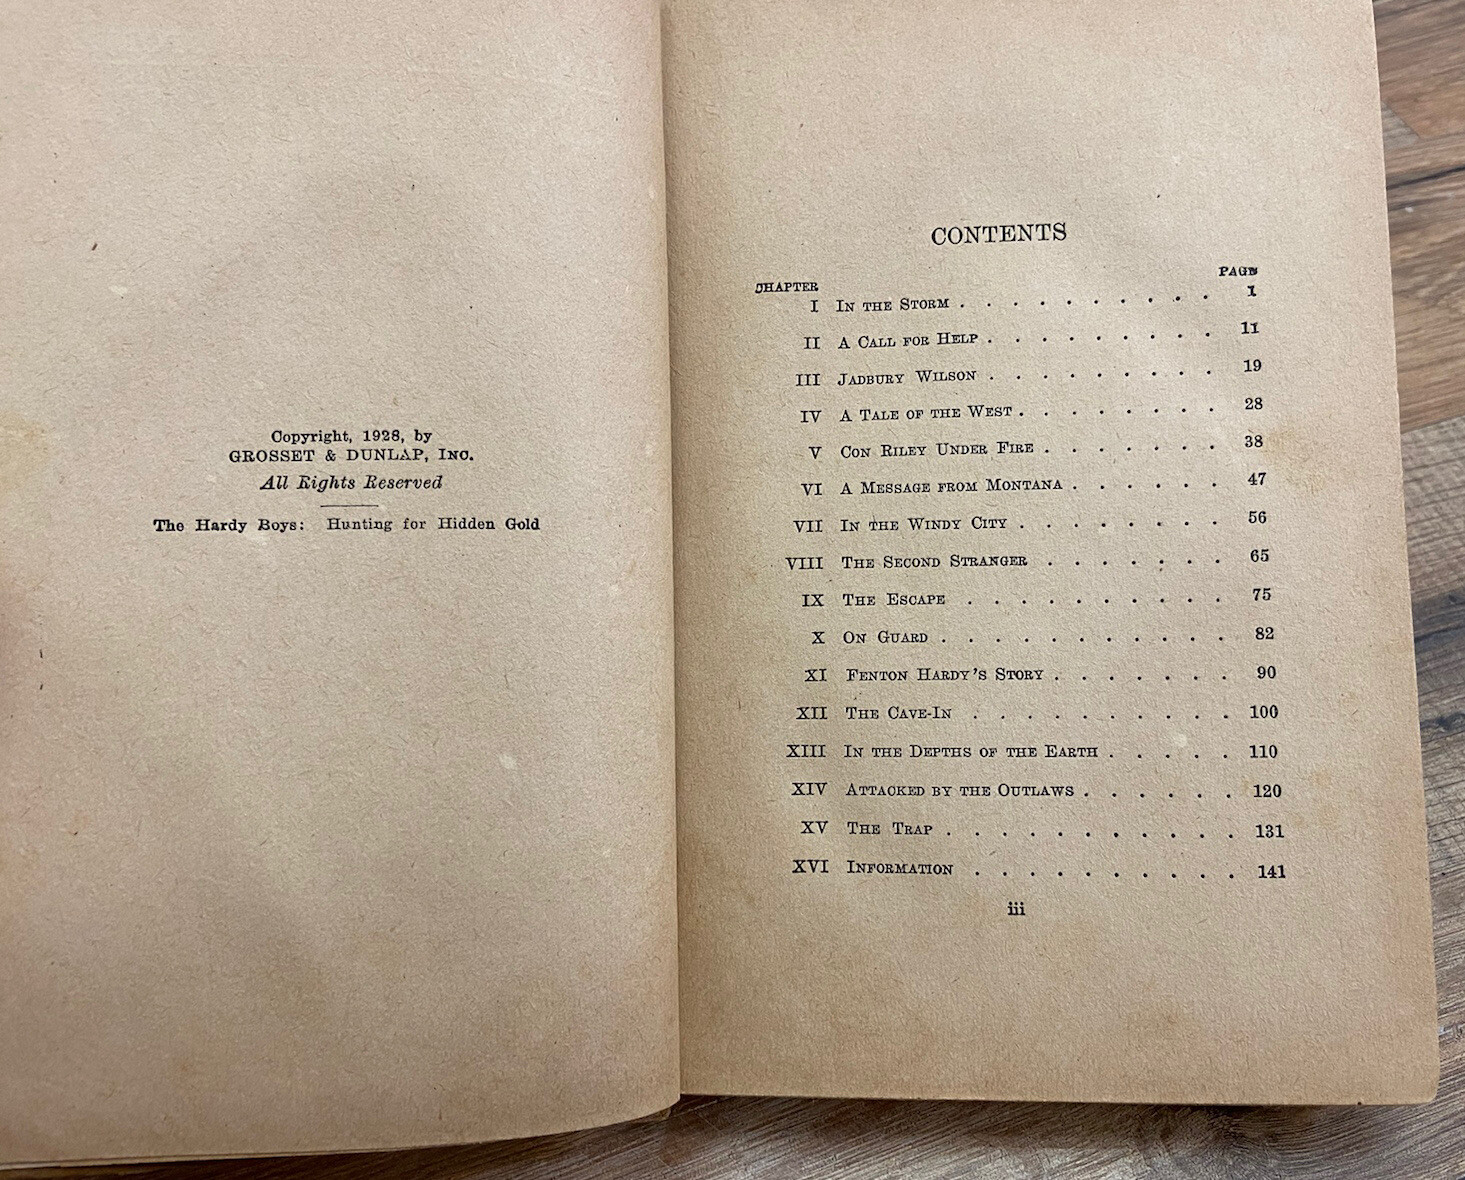 Copyright, 1928, by
GROSSET & DUNLAP, INC.
All Rights Reserved
The Hardy Boys: Hunting for Hidden Gold
CONTENTS
CHAPTER PAGE
I IN THE STORM . . . . . . . . . . 1
II A CALL FOR HELP . . . . . . . . . 11
III JADBURY WILSON . . . . . . . . . 19
IV A TALE OF THE WEST . . . . . . . . 28
V CON RILEY UNDER FIRE . . . . . . . 38
VI A MESSAGE FROM MONTANA . . . . . . 47
VII IN THE WINDY CITY . . . . . . . . 56
VIII THE SECOND STRANGER . . . . . . . 65
IX THE ESCAPE . . . . . . . . . . 75
X ON GUARD . . . . . . . . . . . 82
XI FENTON HARDY'S STORY . . . . . . . 90
XII THE CAVE-IN . . . . . . . . . . 100
XIII IN THE DEPTHS OF THE EARTH . . . . . 110
XIV ATTACKED BY THE OUTLAWS . . . . . . 120
XV THE TRAP . . . . . . . . . . . 131
XVI INFORMATION . . . . . . . . . . 141
iii